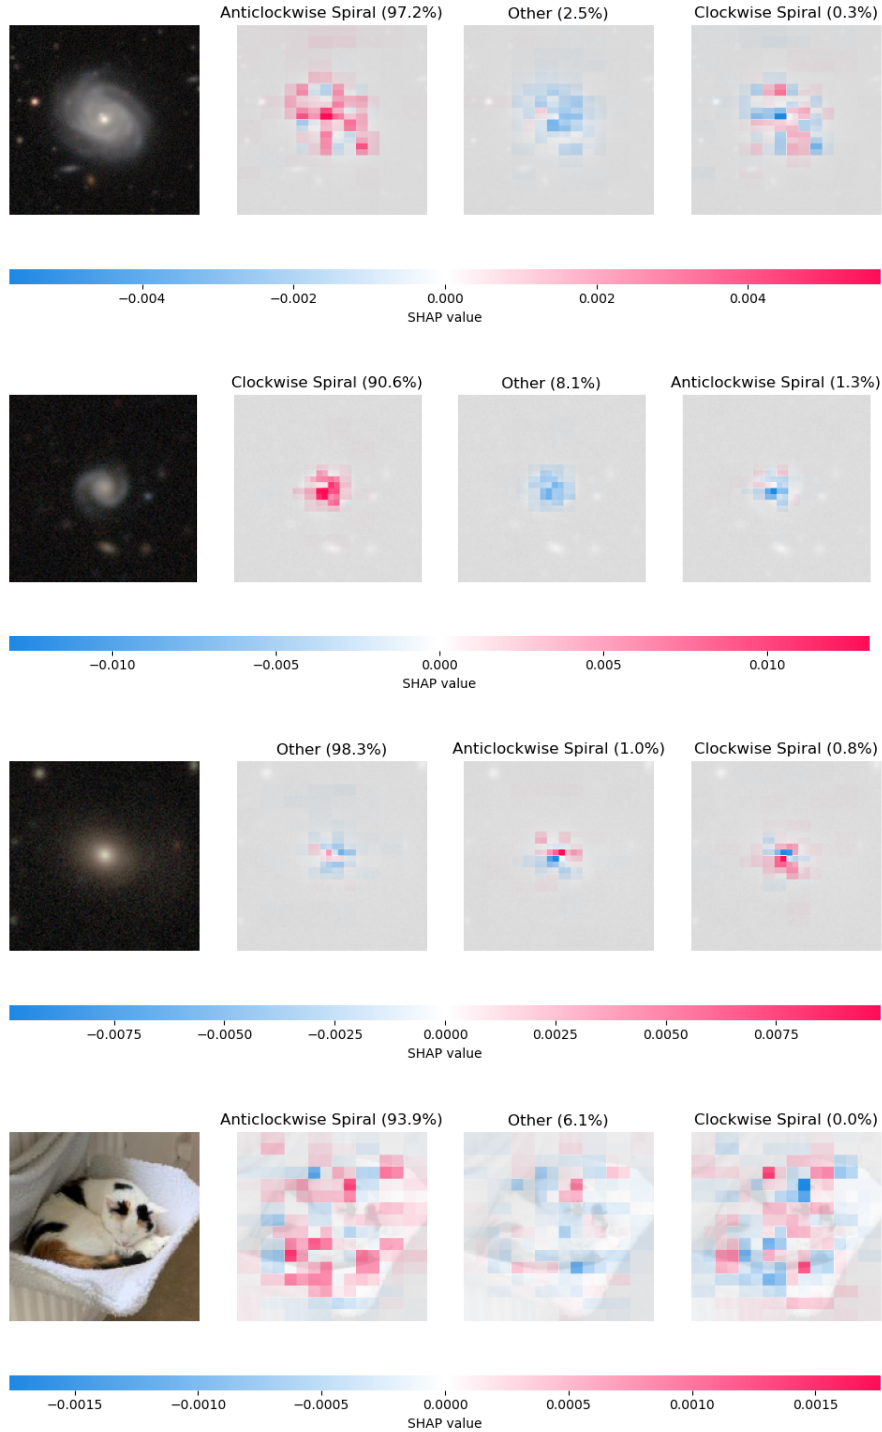 Anticlockwise Spiral (97.2%) Other (2.5%) Clockwise Spiral (0.3%)
−0.004 −0.002 0.000 0.002 0.004
SHAP value
Clockwise Spiral (90.6%) Other (8.1%) Anticlockwise Spiral (1.3%)
−0.010 −0.005 0.000 0.005 0.010
SHAP value
Other (98.3%) Anticlockwise Spiral (1.0%) Clockwise Spiral (0.8%)
−0.0075 −0.0050 −0.0025 0.0000 0.0025 0.0050 0.0075
SHAP value
Anticlockwise Spiral (93.9%) Other (6.1%) Clockwise Spiral (0.0%)
−0.0015 −0.0010 −0.0005 0.0000 0.0005 0.0010 0.0015
SHAP value